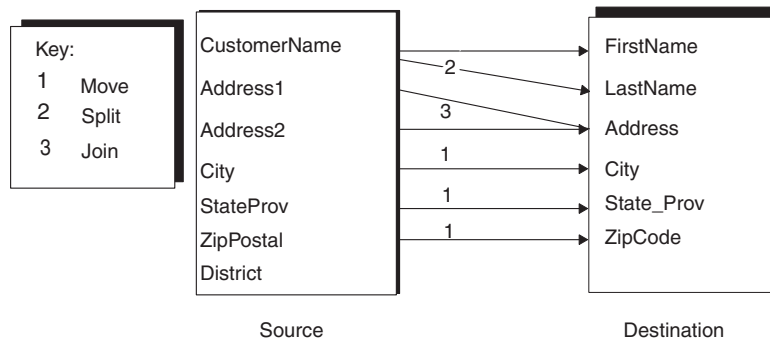 Key:
1 Move
2 Split
3 Join
CustomerName
Address1
Address2
City
StateProv
ZipPostal
District
2
3
1
1
1
FirstName
LastName
Address
City
State_Prov
ZipCode
Source
Destination